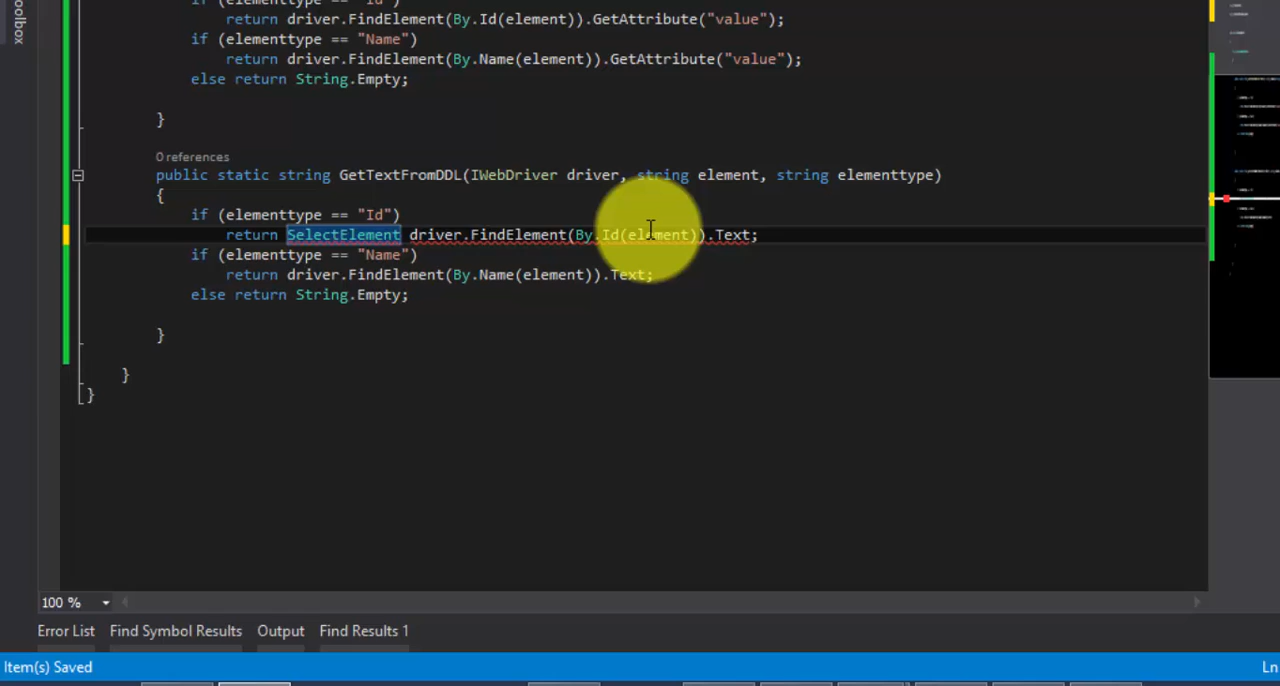 oolbox
if (elementtype == "Id")
return driver.FindElement(By.Id(element)).GetAttribute("value");
if (elementtype == "Name")
return driver.FindElement(By.Name(element)).GetAttribute("value");
else return String.Empty;
}
0 references
public static string GetTextFromDDL(IWebDriver driver, string element, string elementtype)
{
if (elementtype == "Id")
return SelectElement driver.FindElement(By.Id(element)).Text;
if (elementtype == "Name")
return driver.FindElement(By.Name(element)).Text;
else return String.Empty;
}
}
}
100 %
Error List Find Symbol Results Output Find Results 1
Item(s) Saved Ln